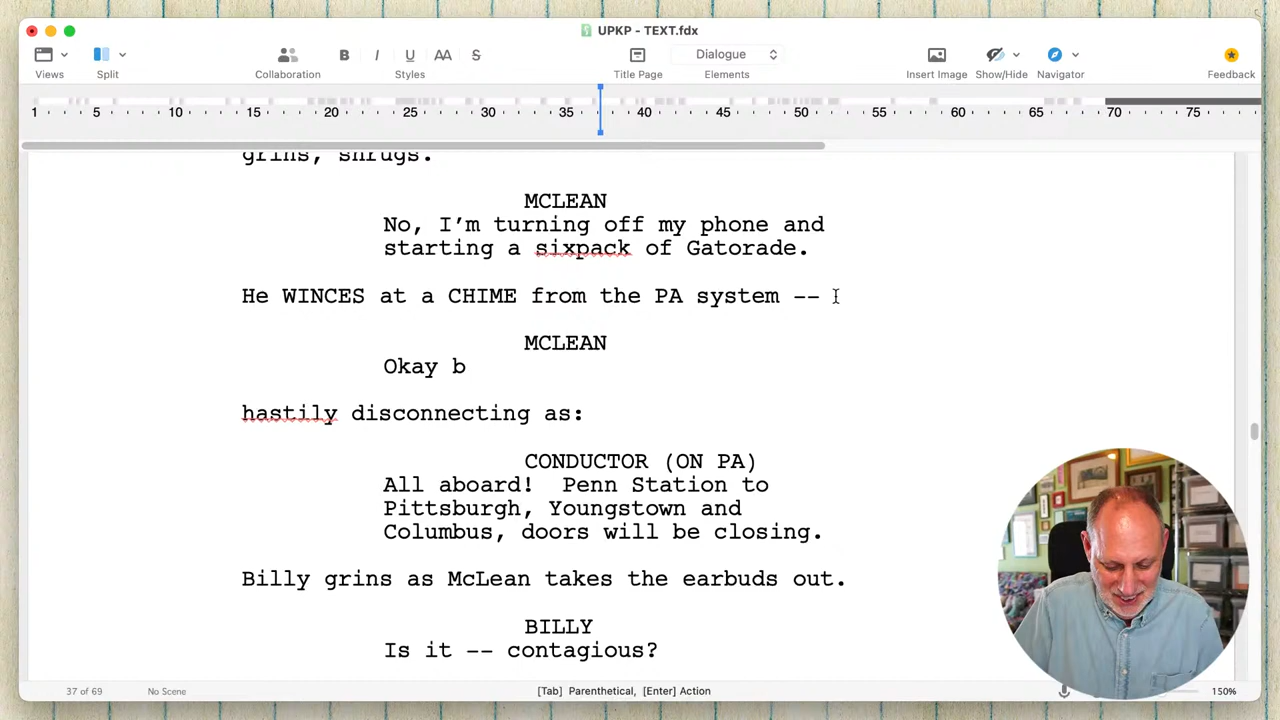 UPKP - TEXT.fdx
B I U AA S Dialogue
Views Split Collaboration Styles Title Page Elements Insert Image Show/Hide Navigator Feedback
1 5 10 15 20 25 30 35 40 45 50 55 60 65 70 75
grins, shrugs.
MCLEAN
No, I’m turning off my phone and
starting a sixpack of Gatorade.
He WINCES at a CHIME from the PA system --
MCLEAN
Okay b
hastily disconnecting as:
CONDUCTOR (ON PA)
All aboard!  Penn Station to
Pittsburgh, Youngstown and
Columbus, doors will be closing.
Billy grins as McLean takes the earbuds out.
BILLY
Is it -- contagious?
37 of 69 No Scene [Tab] Parenthetical, [Enter] Action 150%